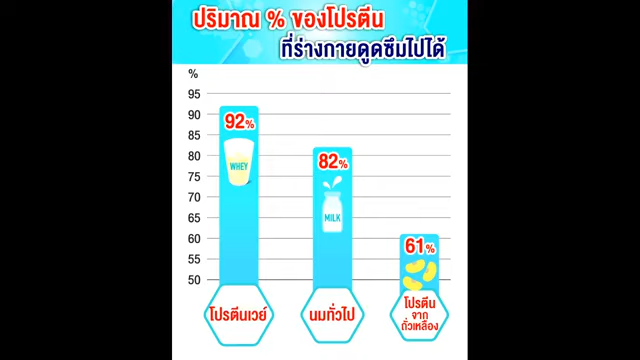 ปริมาณ % ของโปรตีน
ที่ร่างกายดูดซึมไปได้
%
95
90
85
80
75
70
65
60
55
50
92%
WHEY
82%
MILK
61%
โปรตีนเวย์
นมทั่วไป
โปรตีน
จาก
ถั่วเหลือง